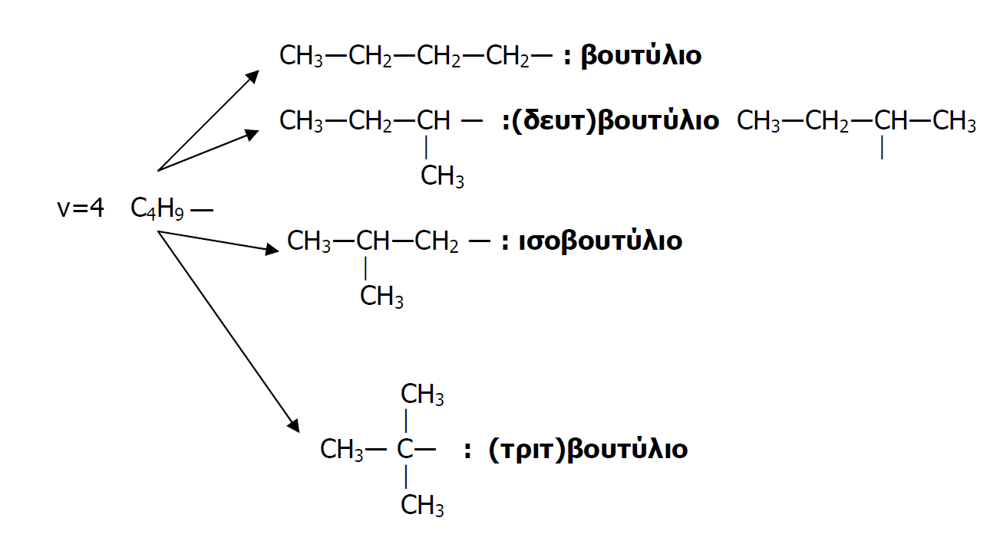 CH₃—CH₂—CH₂—CH₂— : βουτύλιο
CH₃—CH₂—CH — :(δευτ)βουτύλιο CH₃—CH₂—CH—CH₃
| |
CH₃
ν=4 C₄H₉ —
CH₃—CH—CH₂ — : ισοβουτύλιο
|
CH₃
CH₃
|
CH₃— C— : (τριτ)βουτύλιο
|
CH₃